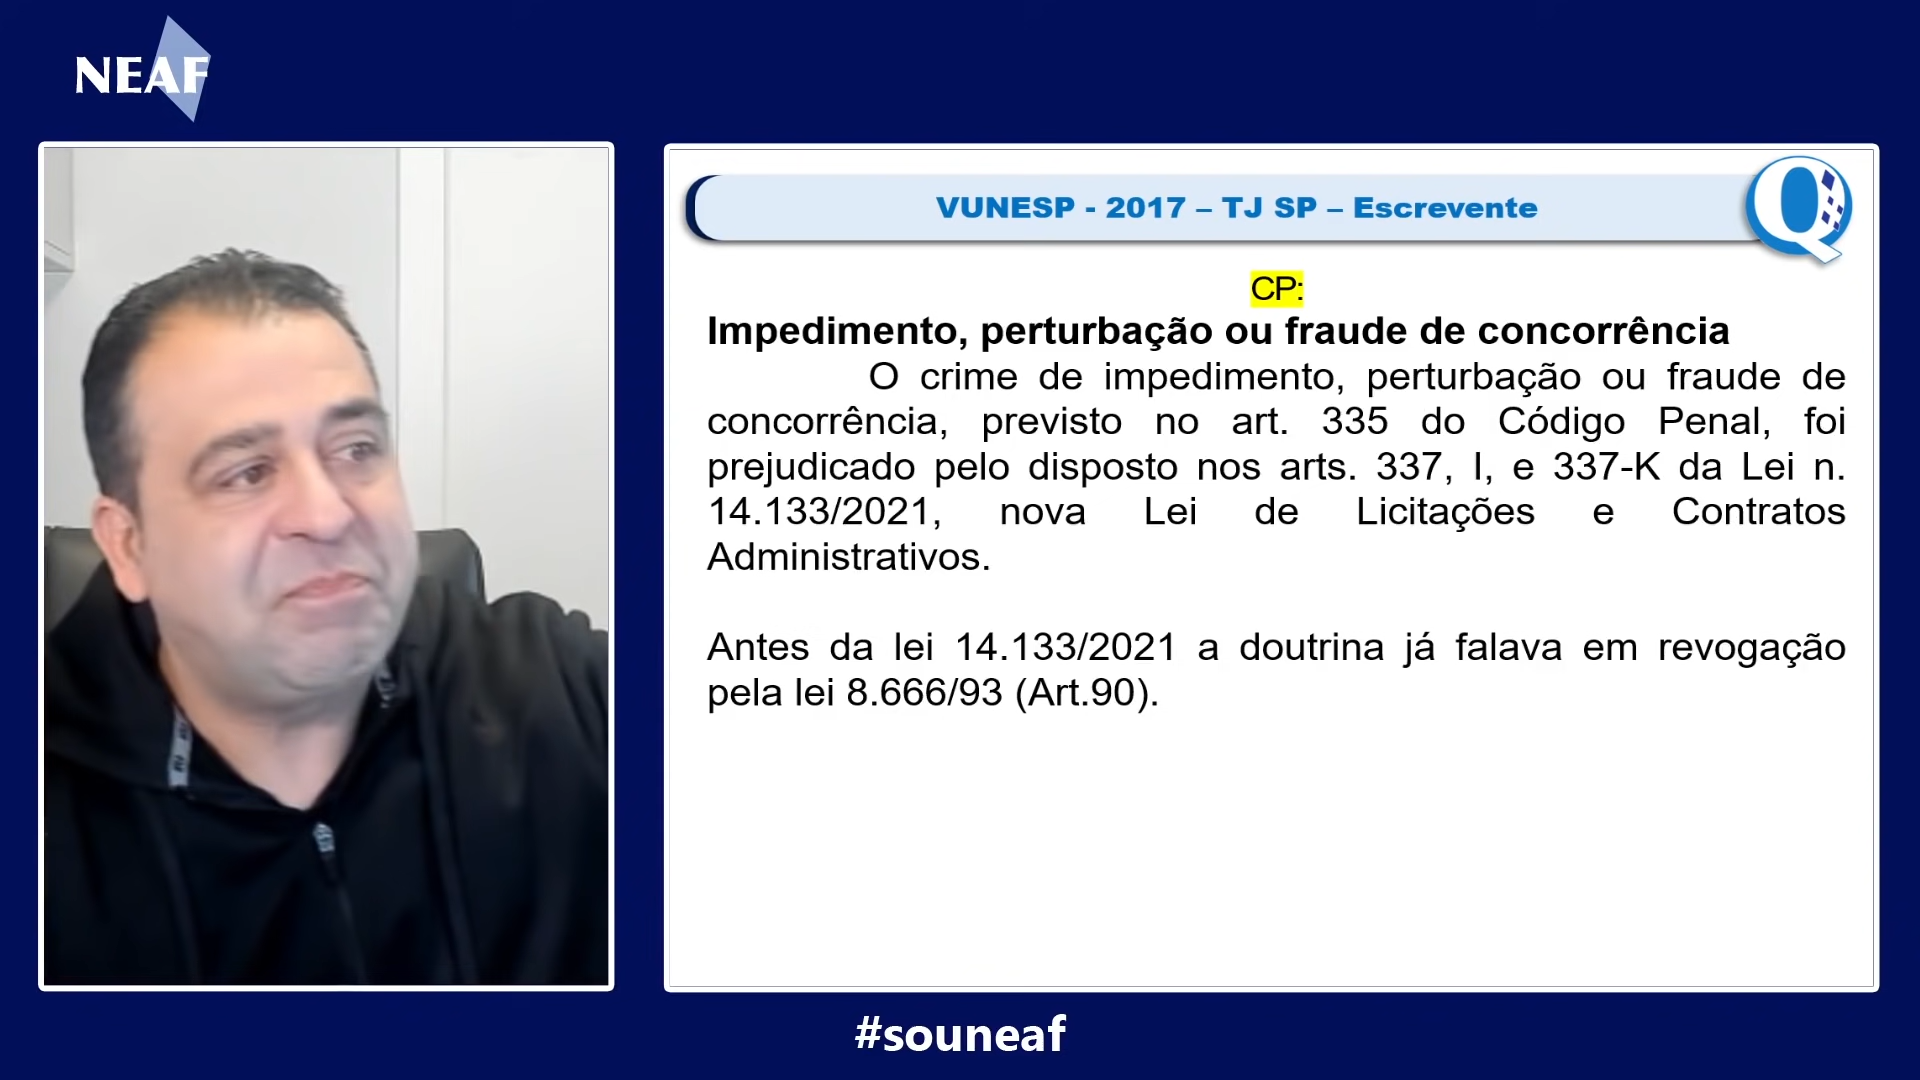 NEAF
VUNESP - 2017 – TJ SP – Escrevente
CP:
Impedimento, perturbação ou fraude de concorrência
O crime de impedimento, perturbação ou fraude de
concorrência, previsto no art. 335 do Código Penal, foi
prejudicado pelo disposto nos arts. 337, I, e 337-K da Lei n.
14.133/2021, nova Lei de Licitações e Contratos
Administrativos.
Antes da lei 14.133/2021 a doutrina já falava em revogação
pela lei 8.666/93 (Art.90).
#souneaf